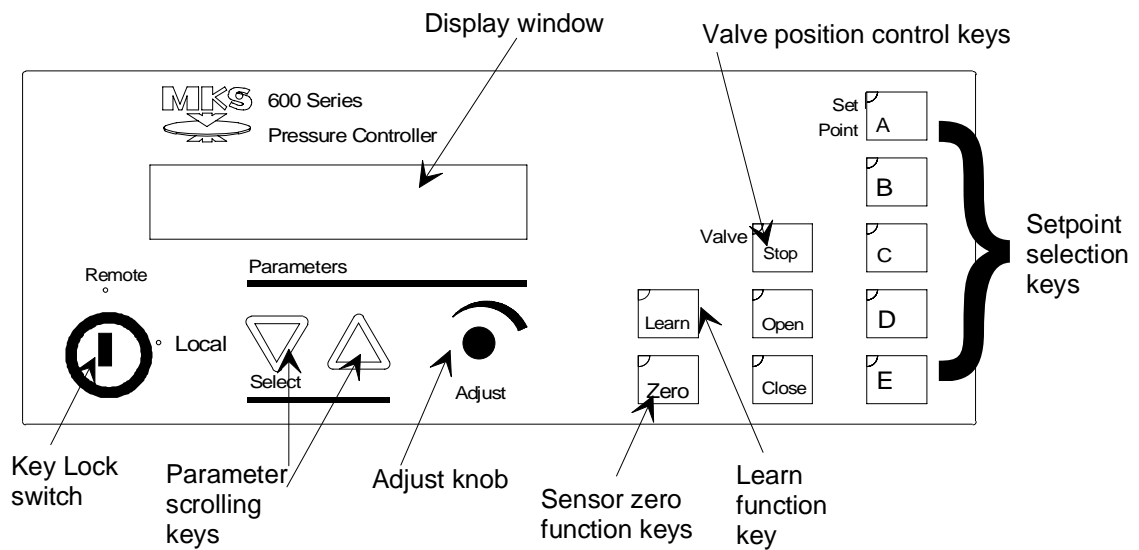 Display window
Valve position control keys
MKS 600 Series
Pressure Controller
Set
Point
A
B
C
D
E
Setpoint
selection
keys
Valve
Stop
Learn
Open
Zero
Close
Parameters
Remote
Local
Select
Adjust
Key Lock
switch
Parameter
scrolling
keys
Adjust knob
Sensor zero
function keys
Learn
function
key